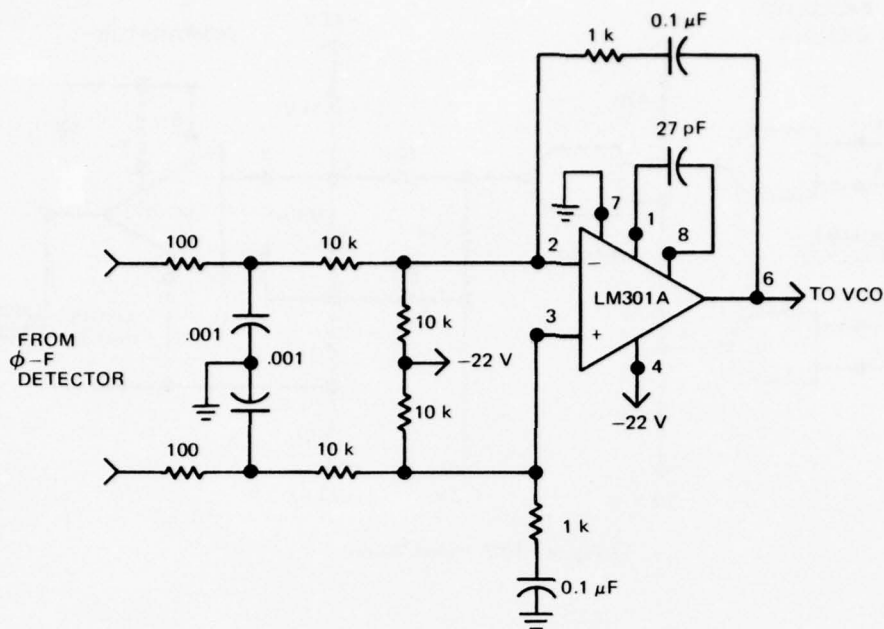 0.1 μF
1 k
27 pF
7
1
8
100
10 k
2
−
LM301A
6
TO VCO
10 k
.001
3
+
FROM
ϕ–F
DETECTOR
.001
–22 V
10 k
4
–22 V
100
10 k
1 k
0.1 μF